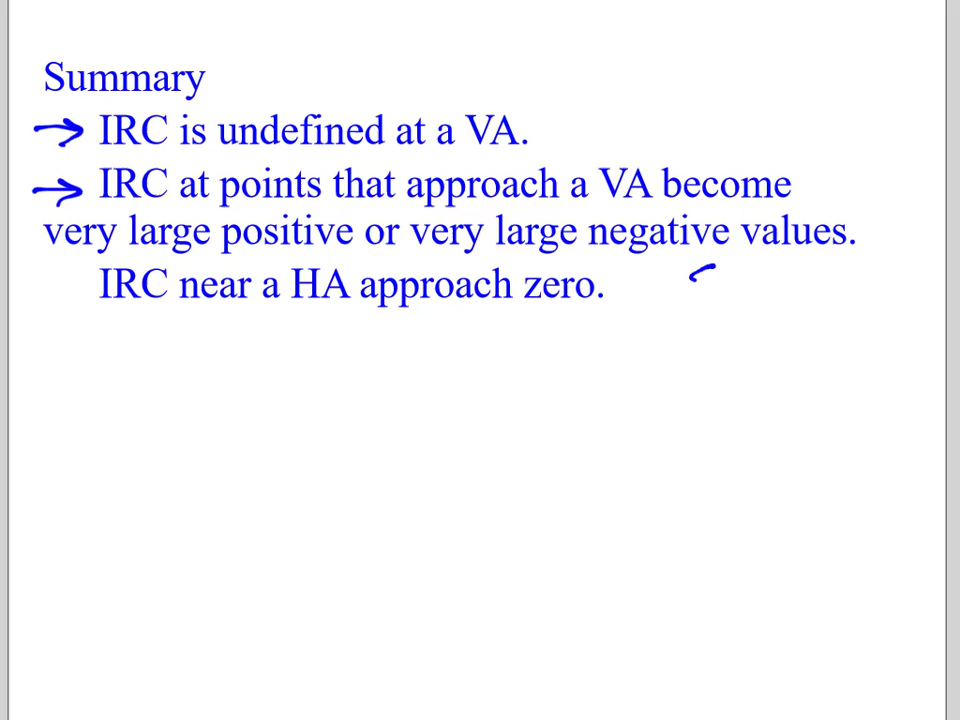 Summary
IRC is undefined at a VA.
IRC at points that approach a VA become
very large positive or very large negative values.
IRC near a HA approach zero.